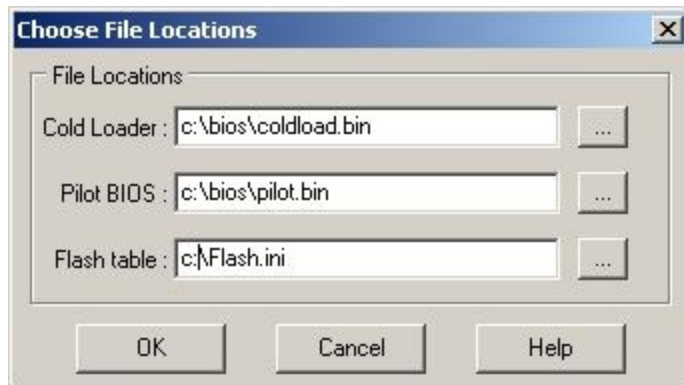 Choose File Locations
File Locations
Cold Loader : c:\bios\coldload.bin ...
Pilot BIOS : c:\bios\pilot.bin ...
Flash table : c:\Flash.ini ...
OK Cancel Help